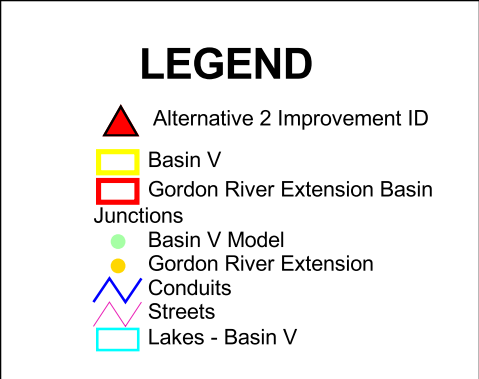 LEGEND
Alternative 2 Improvement ID
Basin V
Gordon River Extension Basin
Junctions
Basin V Model
Gordon River Extension
Conduits
Streets
Lakes - Basin V